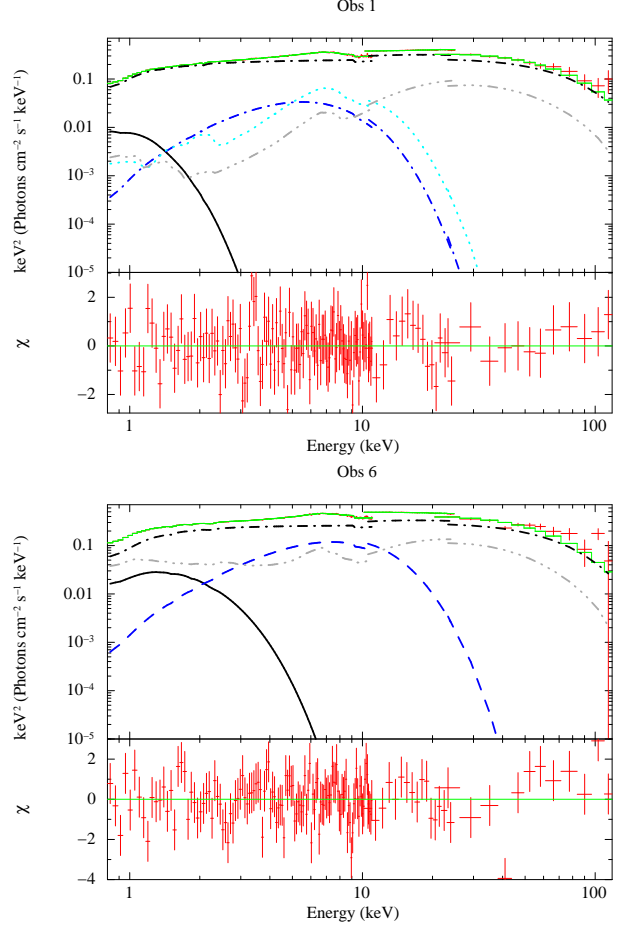 Obs 1
keV² (Photons cm⁻² s⁻¹ keV⁻¹)
0.1
0.01
10⁻³
10⁻⁴
10⁻⁵
χ
2
0
−2
1 10 100
Energy (keV)
Obs 6
keV² (Photons cm⁻² s⁻¹ keV⁻¹)
0.1
0.01
10⁻³
10⁻⁴
10⁻⁵
χ
2
0
−2
−4
1 10 100
Energy (keV)